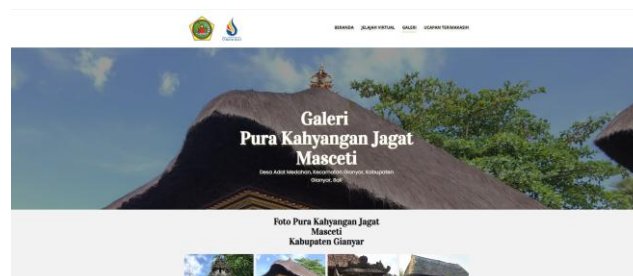 BERANDA JELAJAH VIRTUAL GALERI UCAPAN TERIMAKASIH
Galeri
Pura Kahyangan Jagat
Masceti
Desa Adat Medahan, Kecamatan Gianyar, Kabupaten
Gianyar, Bali
Foto Pura Kahyangan Jagat
Masceti
Kabupaten Gianyar